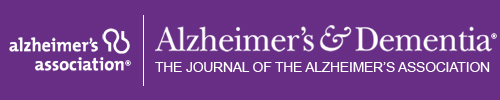 alzheimer's
association®
Alzheimer's & Dementia®
THE JOURNAL OF THE ALZHEIMER'S ASSOCIATION